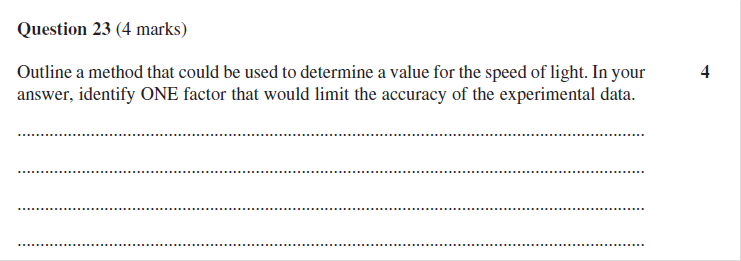 Question 23 (4 marks)
Outline a method that could be used to determine a value for the speed of light. In your 4
answer, identify ONE factor that would limit the accuracy of the experimental data.